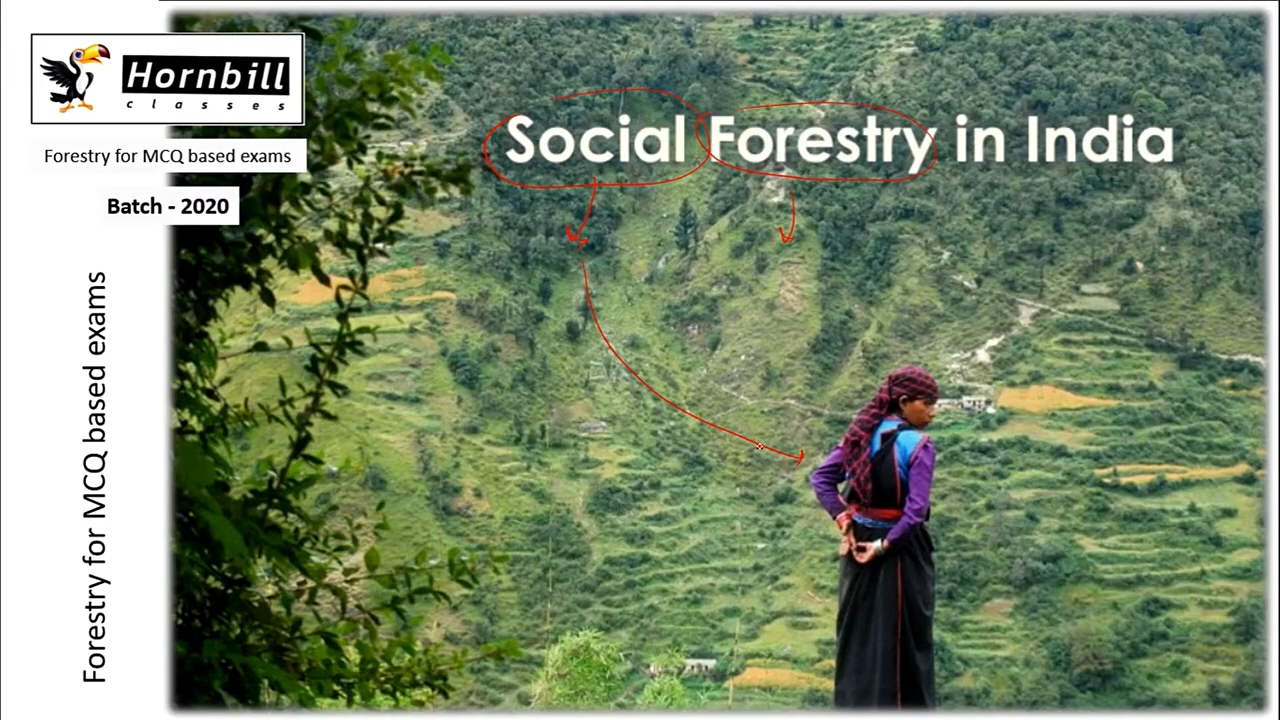 Hornbill
classes
Forestry for MCQ based exams
Batch - 2020
Forestry for MCQ based exams
Social Forestry in India